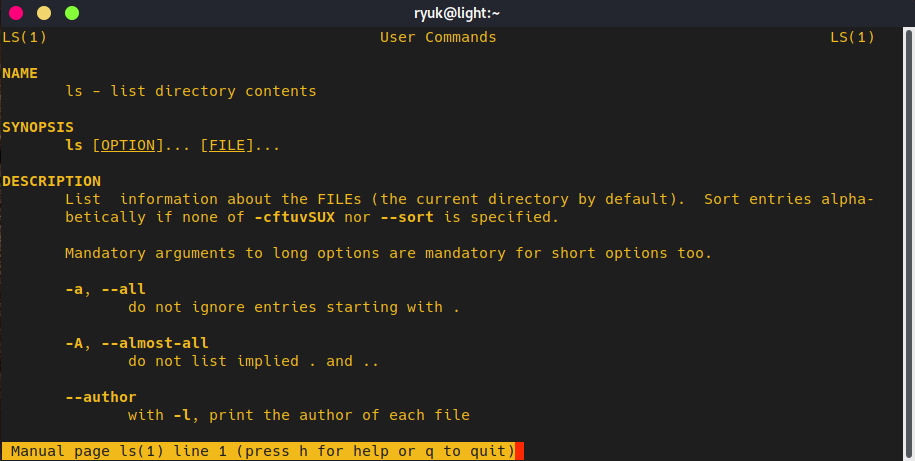 ryuk@light:~
LS(1) User Commands LS(1)
NAME
ls - list directory contents
SYNOPSIS
ls [OPTION]... [FILE]...
DESCRIPTION
List  information about the FILEs (the current directory by default).  Sort entries alpha-
betically if none of -cftuvSUX nor --sort is specified.
Mandatory arguments to long options are mandatory for short options too.
-a, --all
do not ignore entries starting with .
-A, --almost-all
do not list implied . and ..
--author
with -l, print the author of each file
Manual page ls(1) line 1 (press h for help or q to quit)